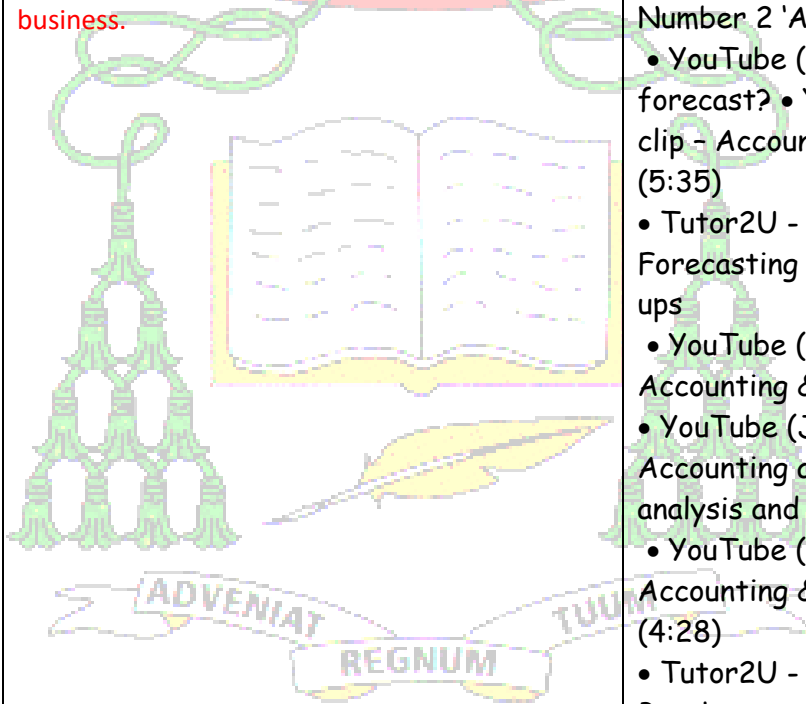 business.
Number 2 ‘A
• YouTube (
forecast? •
clip – Accoun
(5:35)
• Tutor2U -
Forecasting
ups
• YouTube (
Accounting &
• YouTube (J
Accounting a
analysis and
• YouTube (
Accounting &
(4:28)
• Tutor2U -
ADVENIAT
REGNUM
TUUM